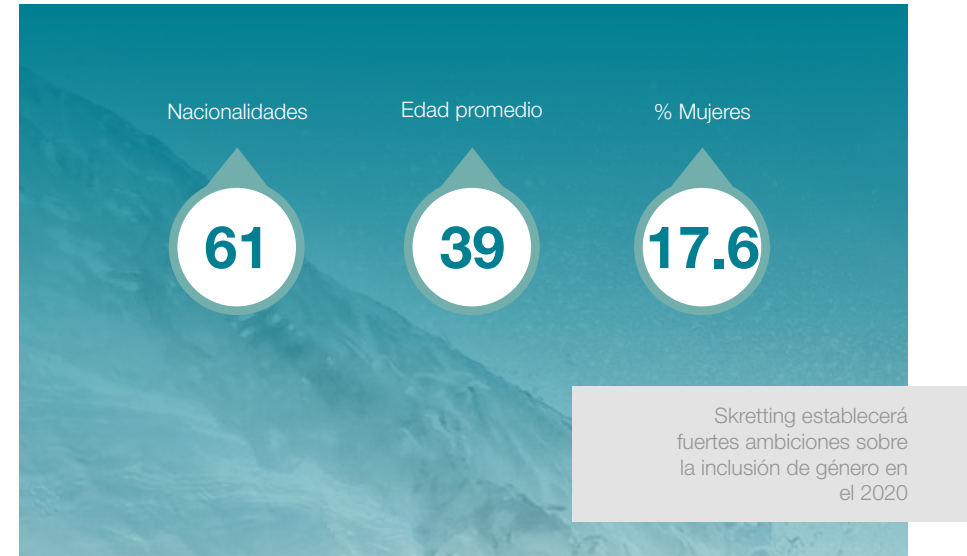 Nacionalidades
Edad promedio
% Mujeres
61
39
17.6
Skretting establecerá
fuertes ambiciones sobre
la inclusión de género en
el 2020